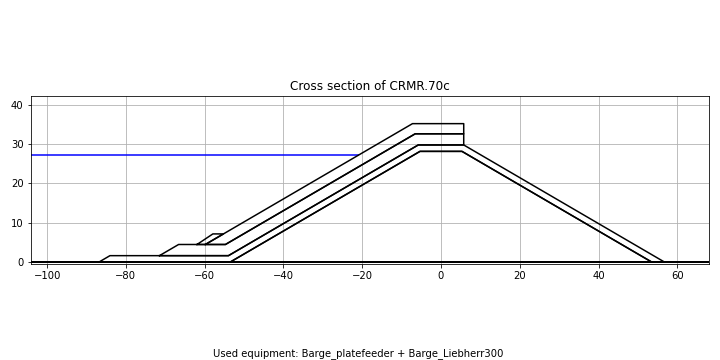 Cross section of CRMR.70c
40
30
20
10
0
−100 −80 −60 −40 −20 0 20 40 60
Used equipment: Barge_platefeeder + Barge_Liebherr300